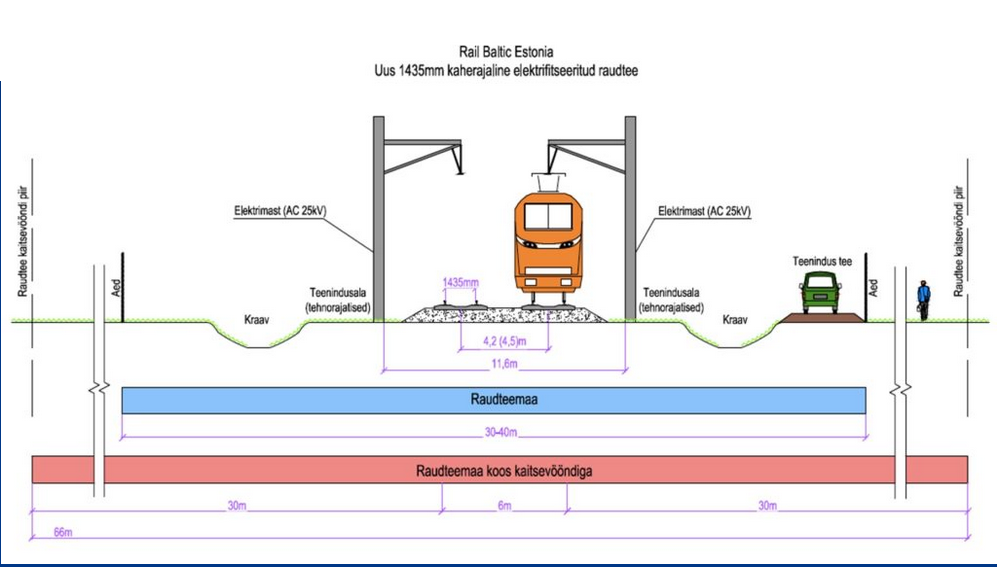 Rail Baltic Estonia
Uus 1435mm kaherajaline elektrifitseeritud raudtee
Raudtee kaitsevööndi piir
Elektrimast (AC 25kV)
Elektrimast (AC 25kV)
Raudtee kaitsevööndi piir
Aed
Teenindusala
(tehnorajatised)
1435mm
Teenindusala
(tehnorajatised)
Teenindus tee
Aed
Kraav
Kraav
4,2 (4,5)m
11,6m
Raudteemaa
30-40m
Raudteemaa koos kaitsevööndiga
30m
6m
30m
66m